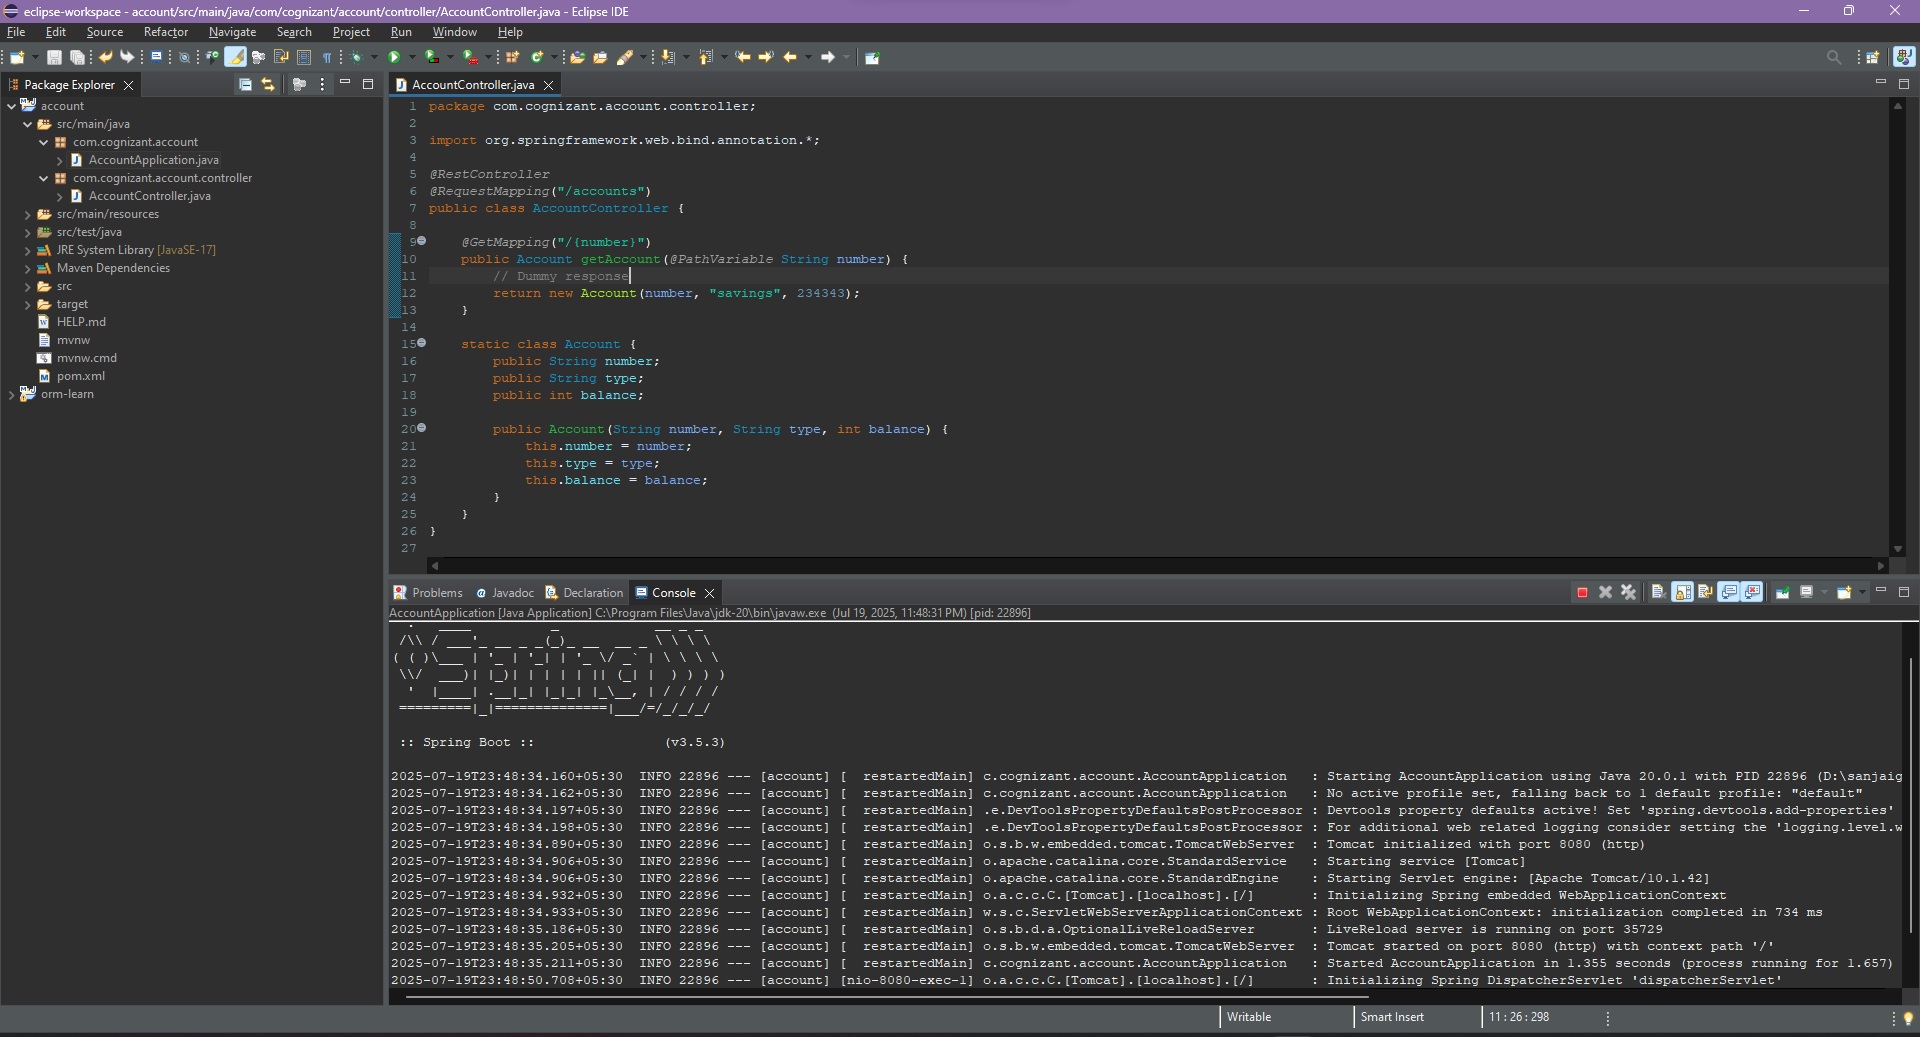 eclipse-workspace - account/src/main/java/com/cognizant/account/controller/AccountController.java - Eclipse IDE
File Edit Source Refactor Navigate Search Project Run Window Help
Package Explorer
account
src/main/java
com.cognizant.account
AccountApplication.java
com.cognizant.account.controller
AccountController.java
src/main/resources
src/test/java
JRE System Library [JavaSE-17]
Maven Dependencies
src
target
HELP.md
mvnw
mvnw.cmd
pom.xml
orm-learn
AccountController.java
1 package com.cognizant.account.controller;
2
3 import org.springframework.web.bind.annotation.*;
4
5 @RestController
6 @RequestMapping("/accounts")
7 public class AccountController {
8
9 @GetMapping("/{number}")
10 public Account getAccount(@PathVariable String number) {
11 // Dummy response
12 return new Account(number, "savings", 234343);
13 }
14
15 static class Account {
16 public String number;
17 public String type;
18 public int balance;
19
20 public Account(String number, String type, int balance) {
21 this.number = number;
22 this.type = type;
23 this.balance = balance;
24 }
25 }
26 }
27
Problems Javadoc Declaration Console
AccountApplication [Java Application] C:\Program Files\Java\jdk-20\bin\javaw.exe (Jul 19, 2025, 11:48:31 PM) [pid: 22896]
Spring
:: Spring Boot :: (v3.5.3)
2025-07-19T23:48:34.160+05:30 INFO 22896 --- [account] [ restartedMain] c.cognizant.account.AccountApplication : Starting AccountApplication using Java 20.0.1 with PID 22896 (D:\sanjaig
2025-07-19T23:48:34.162+05:30 INFO 22896 --- [account] [ restartedMain] c.cognizant.account.AccountApplication : No active profile set, falling back to 1 default profile: "default"
2025-07-19T23:48:34.197+05:30 INFO 22896 --- [account] [ restartedMain] .e.DevToolsPropertyDefaultsPostProcessor : Devtools property defaults active! Set 'spring.devtools.add-properties'
2025-07-19T23:48:34.198+05:30 INFO 22896 --- [account] [ restartedMain] .e.DevToolsPropertyDefaultsPostProcessor : For additional web related logging consider setting the 'logging.level.w
2025-07-19T23:48:34.890+05:30 INFO 22896 --- [account] [ restartedMain] o.s.b.w.embedded.tomcat.TomcatWebServer : Tomcat initialized with port 8080 (http)
2025-07-19T23:48:34.906+05:30 INFO 22896 --- [account] [ restartedMain] o.apache.catalina.core.StandardService : Starting service [Tomcat]
2025-07-19T23:48:34.906+05:30 INFO 22896 --- [account] [ restartedMain] o.apache.catalina.core.StandardEngine : Starting Servlet engine: [Apache Tomcat/10.1.42]
2025-07-19T23:48:34.932+05:30 INFO 22896 --- [account] [ restartedMain] o.a.c.c.C.[Tomcat].[localhost].[/] : Initializing Spring embedded WebApplicationContext
2025-07-19T23:48:34.933+05:30 INFO 22896 --- [account] [ restartedMain] w.s.c.ServletWebServerApplicationContext : Root WebApplicationContext: initialization completed in 734 ms
2025-07-19T23:48:35.186+05:30 INFO 22896 --- [account] [ restartedMain] o.s.b.d.a.OptionalLiveReloadServer : LiveReload server is running on port 35729
2025-07-19T23:48:35.205+05:30 INFO 22896 --- [account] [ restartedMain] o.s.b.w.embedded.tomcat.TomcatWebServer : Tomcat started on port 8080 (http) with context path '/'
2025-07-19T23:48:35.211+05:30 INFO 22896 --- [account] [ restartedMain] c.cognizant.account.AccountApplication : Started AccountApplication in 1.355 seconds (process running for 1.657)
2025-07-19T23:48:50.708+05:30 INFO 22896 --- [account] [nio-8080-exec-1] o.a.c.c.C.[Tomcat].[localhost].[/] : Initializing Spring DispatcherServlet 'dispatcherServlet'
Writable Smart Insert 11 : 26 : 298